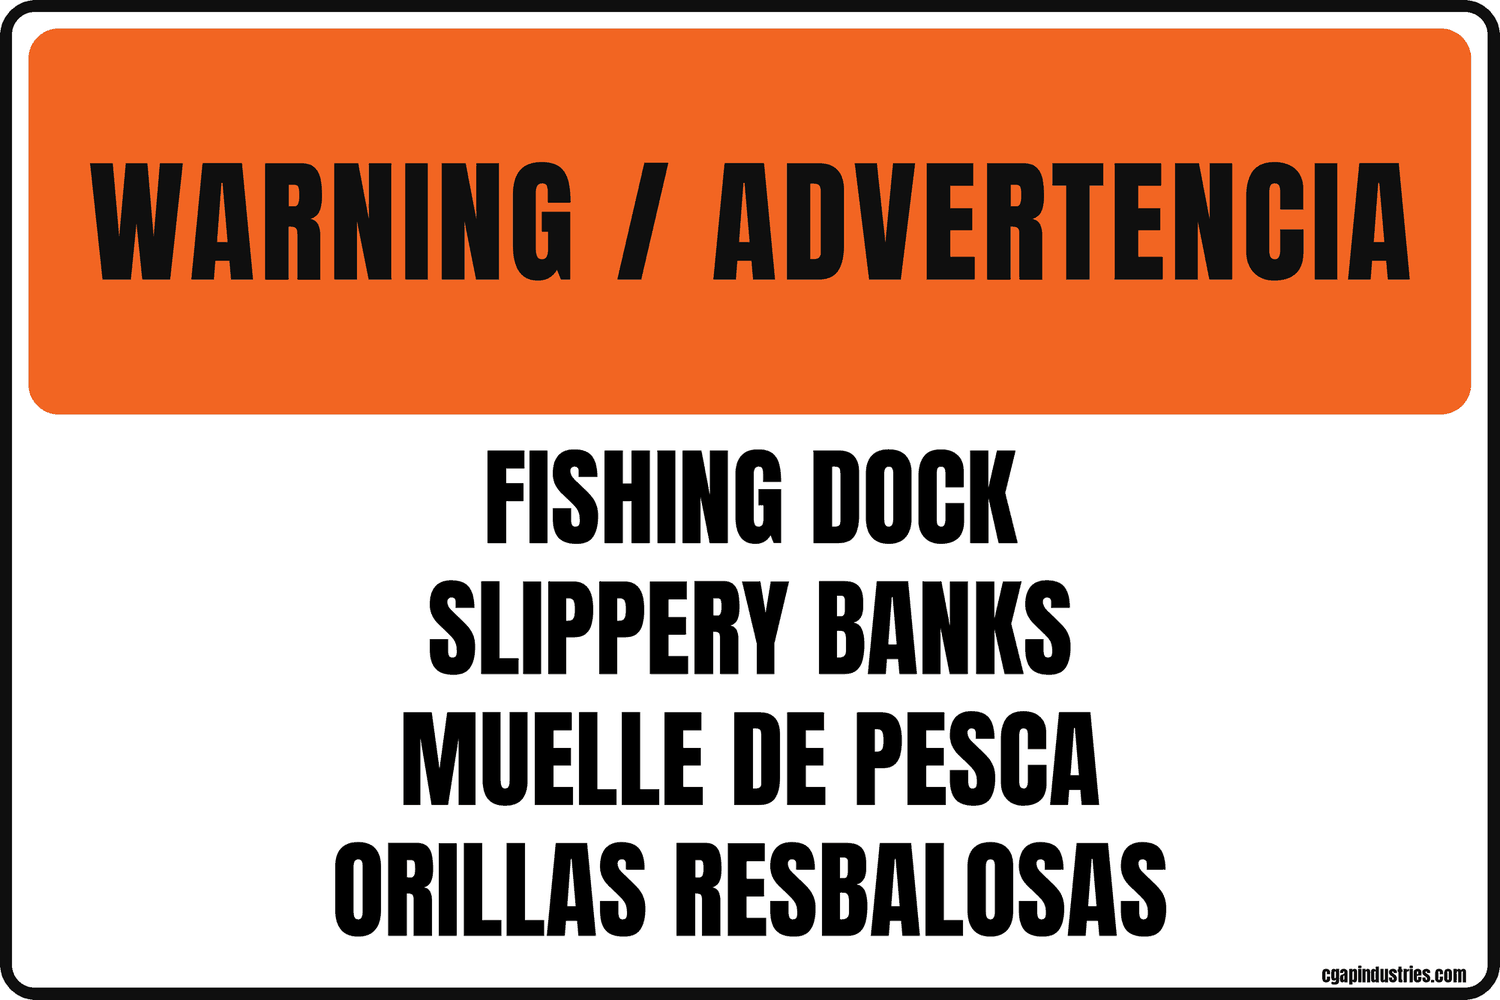 WARNING / ADVERTENCIA
FISHING DOCK
SLIPPERY BANKS
MUELLE DE PESCA
ORILLAS RESBALOSAS
cgapindustries.com